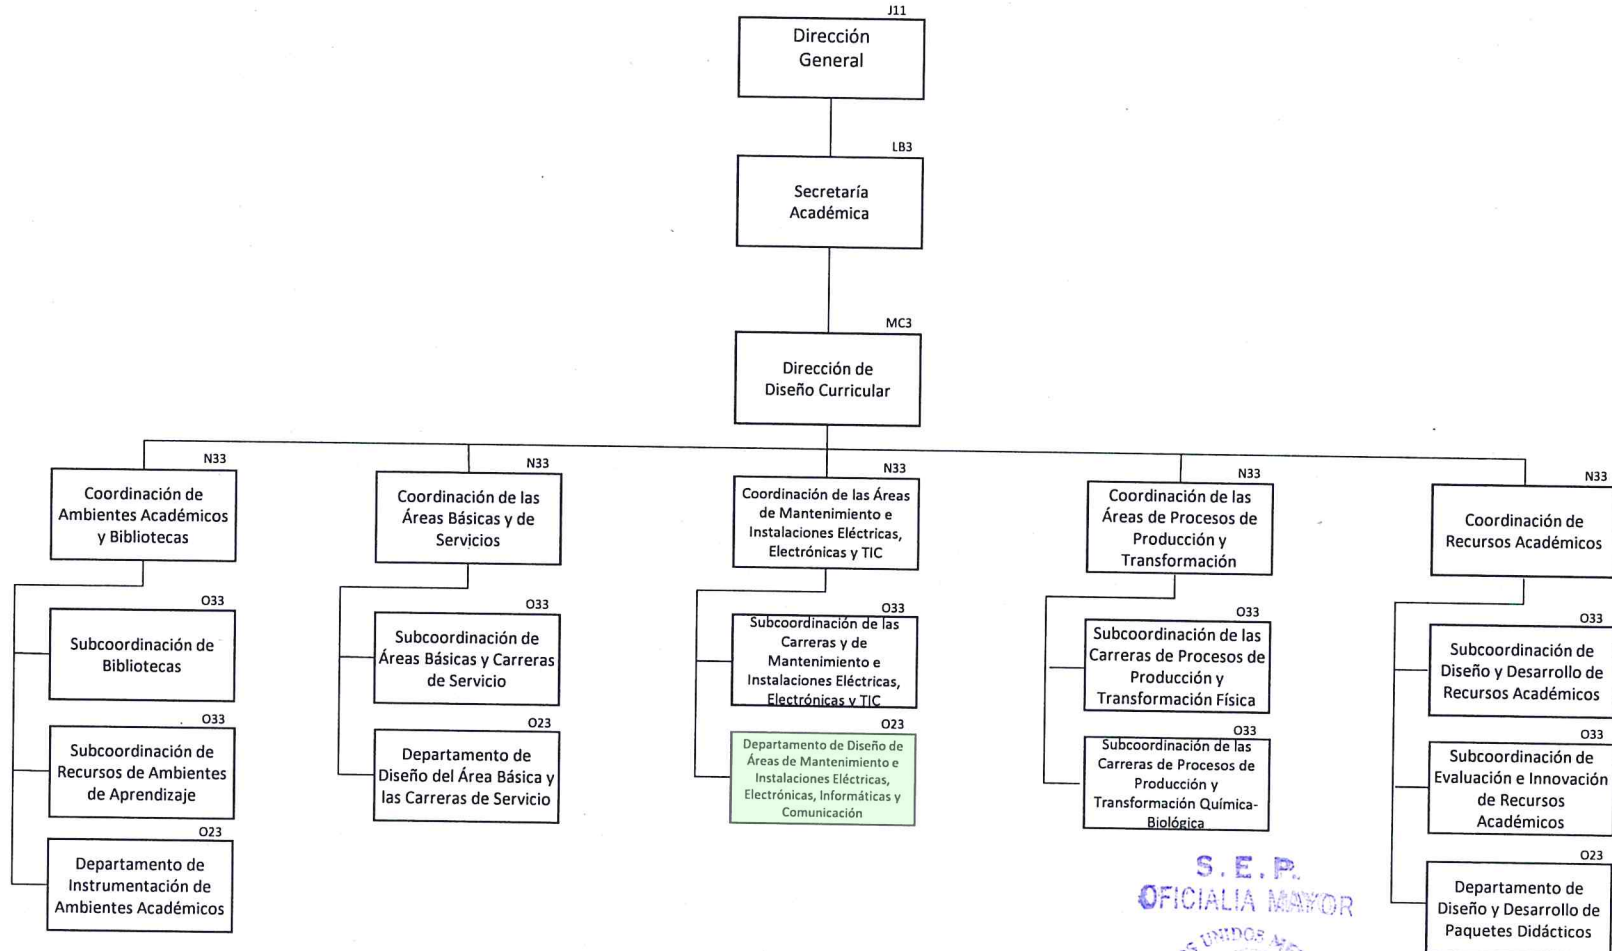 J11
Dirección
General
LB3
Secretaría
Académica
MC3
Dirección de
Diseño Curricular
N33
Coordinación de
Ambientes Académicos
y Bibliotecas
O33
Subcoordinación de
Bibliotecas
O33
Subcoordinación de
Recursos de Ambientes
de Aprendizaje
O23
Departamento de
Instrumentación de
Ambientes Académicos
N33
Coordinación de las
Áreas Básicas y de
Servicios
O33
Subcoordinación de
Áreas Básicas y Carreras
de Servicio
O23
Departamento de
Diseño del Área Básica y
las Carreras de Servicio
N33
Coordinación de las Áreas
de Mantenimiento e
Instalaciones Eléctricas,
Electrónicas y TIC
O33
Subcoordinación de las
Carreras y de
Mantenimiento e
Instalaciones Eléctricas,
Electrónicas y TIC
O23
Departamento de Diseño de
Áreas de Mantenimiento e
Instalaciones Eléctricas,
Electrónicas, Informáticas y
Comunicación
N33
Coordinación de las
Áreas de Procesos de
Producción y
Transformación
O33
Subcoordinación de las
Carreras de Procesos de
Producción y
Transformación Física
O33
Subcoordinación de las
Carreras de Procesos de
Producción y
Transformación Química-
Biológica
N33
Coordinación de
Recursos Académicos
O33
Subcoordinación de
Diseño y Desarrollo de
Recursos Académicos
O33
Subcoordinación de
Evaluación e Innovación
de Recursos
Académicos
O23
Departamento de
Diseño y Desarrollo de
Paquetes Didácticos
S.E.P.
OFICIALIA MAYOR
UNIDOS